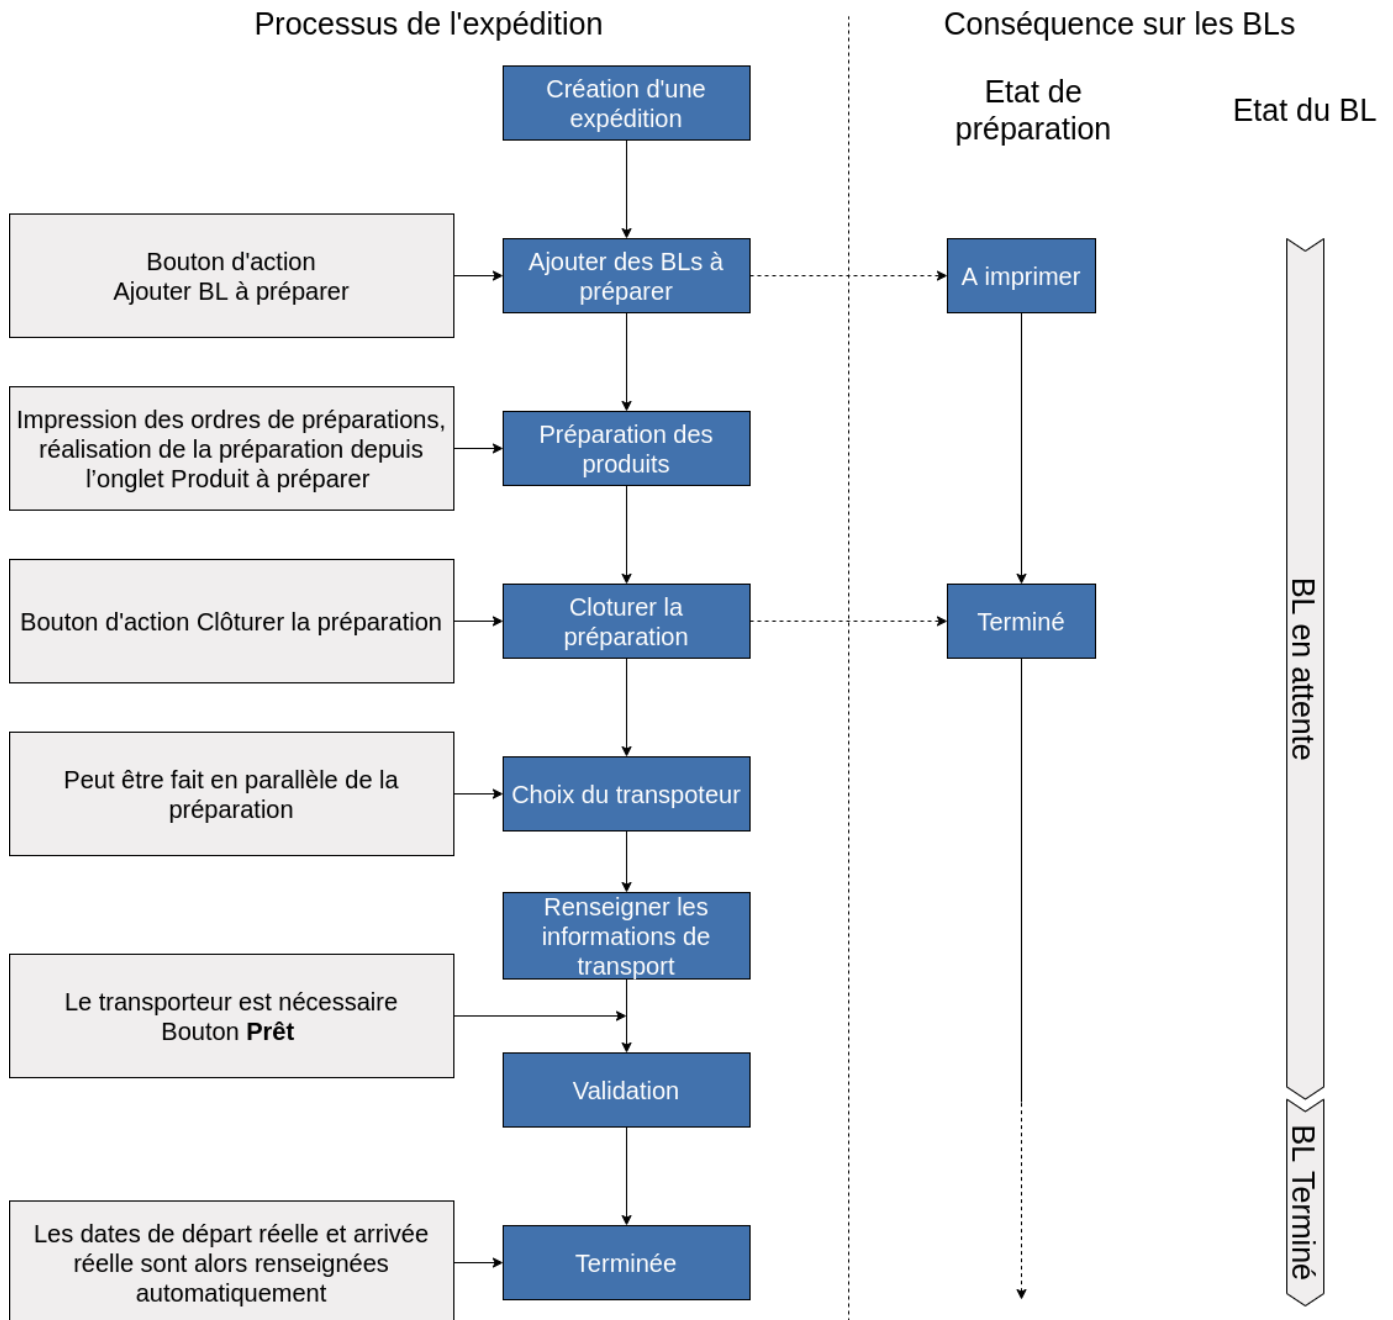 Processus de l'expédition
Conséquence sur les BLs
Création d'une
expédition
Etat de
préparation
Etat du BL
Bouton d'action
Ajouter BL à préparer
Ajouter des BLs à
préparer
A imprimer
Impression des ordres de préparations,
réalisation de la préparation depuis
l’onglet Produit à préparer
Préparation des
produits
Bouton d'action Clôturer la préparation
Cloturer la
préparation
Terminé
BL en attente
Peut être fait en parallèle de la
préparation
Choix du transpoteur
Renseigner les
informations de
transport
Le transporteur est nécessaire
Bouton Prêt
Validation
BL Terminé
Les dates de départ réelle et arrivée
réelle sont alors renseignées
automatiquement
Terminée